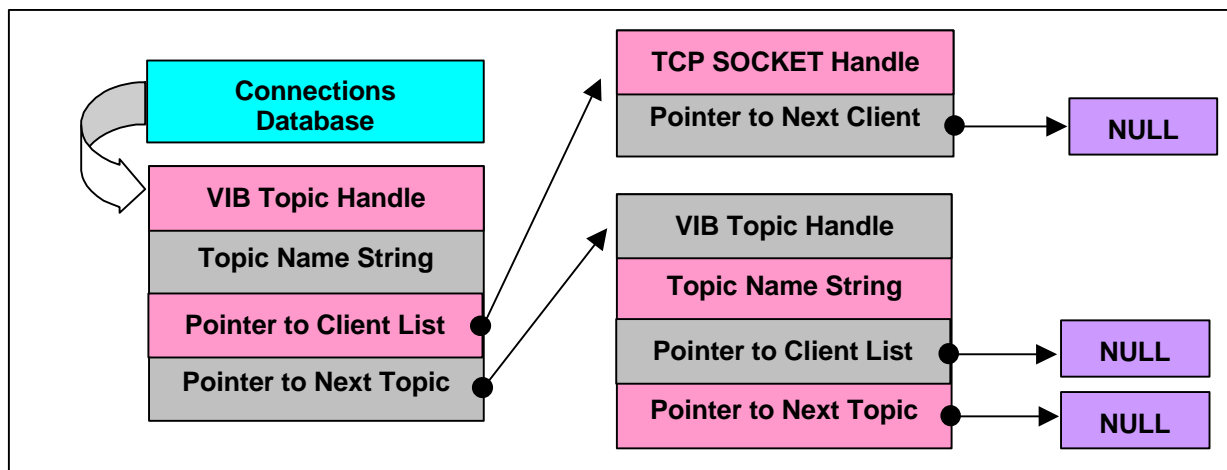 Connections
Database
VIB Topic Handle
Topic Name String
Pointer to Client List
Pointer to Next Topic
TCP SOCKET Handle
Pointer to Next Client
NULL
VIB Topic Handle
Topic Name String
Pointer to Client List
NULL
Pointer to Next Topic
NULL